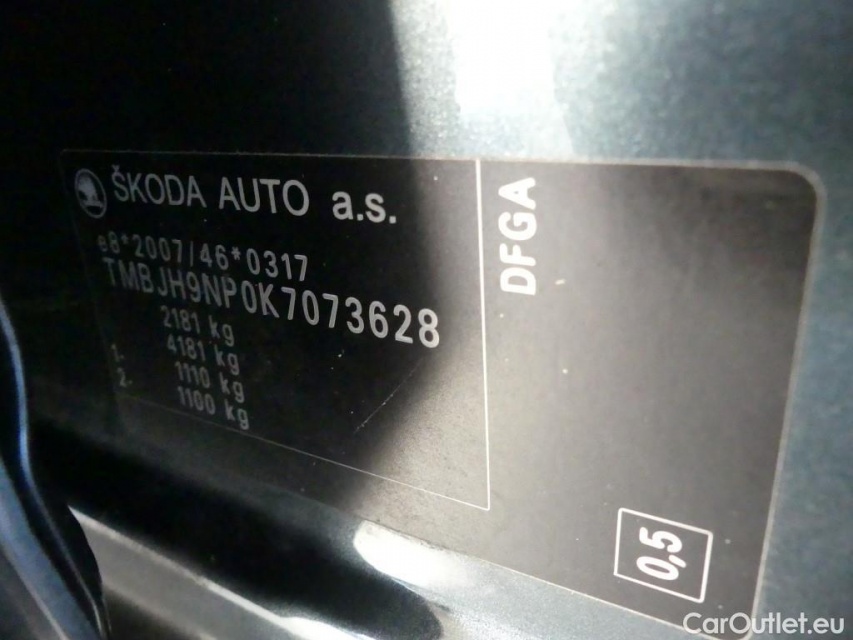 ŠKODA AUTO a.s.
e8*2007/46*0317
TMBJH9NP0K7073628
2181 kg
4181 kg
1. 1110 kg
2. 1100 kg
DFGA
0,5
CarOutlet.eu